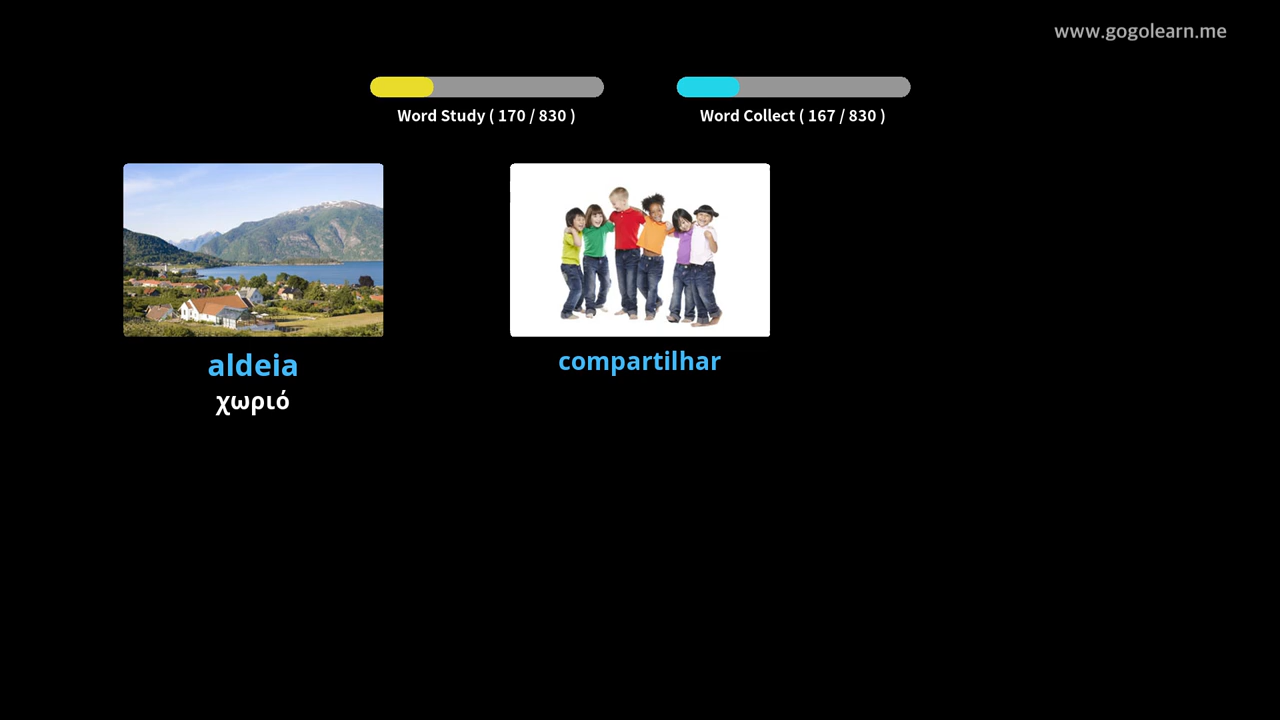 www.gogolearn.me
Word Study ( 170 / 830 )
Word Collect ( 167 / 830 )
aldeia
χωριό
compartilhar